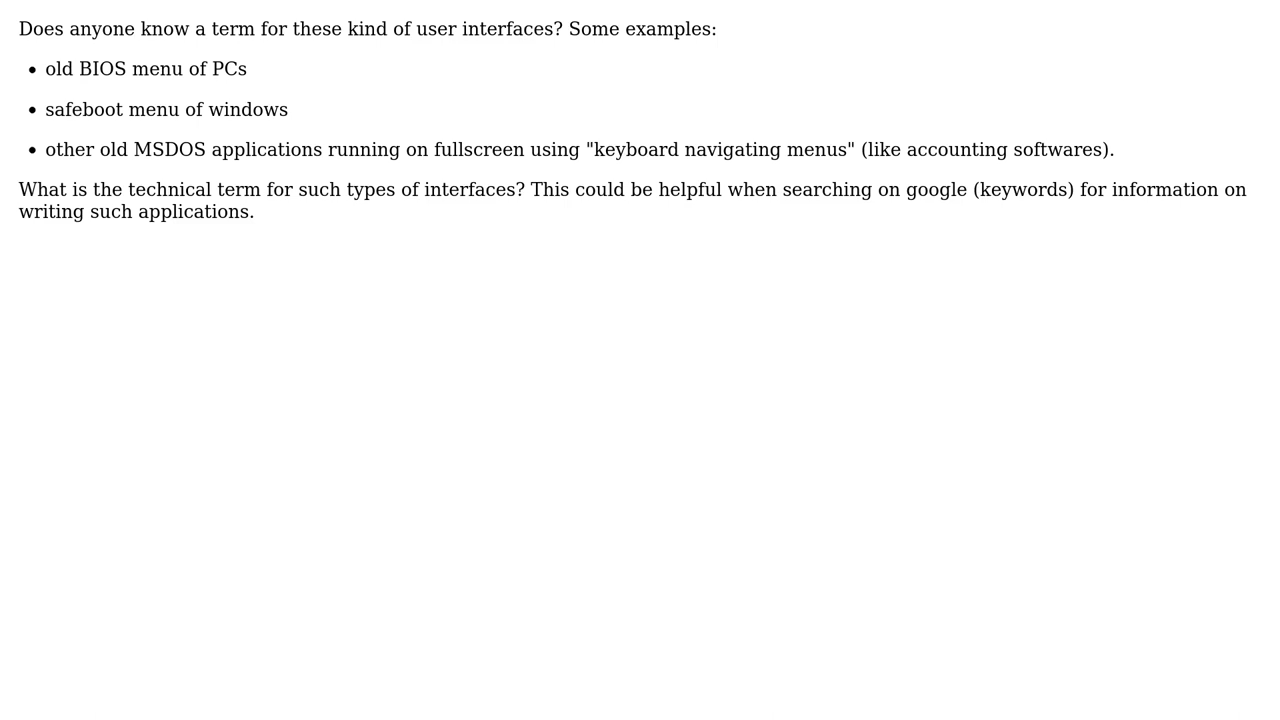 Does anyone know a term for these kind of user interfaces? Some examples:
• old BIOS menu of PCs
• safeboot menu of windows
• other old MSDOS applications running on fullscreen using "keyboard navigating menus" (like accounting softwares).
What is the technical term for such types of interfaces? This could be helpful when searching on google (keywords) for information on
writing such applications.